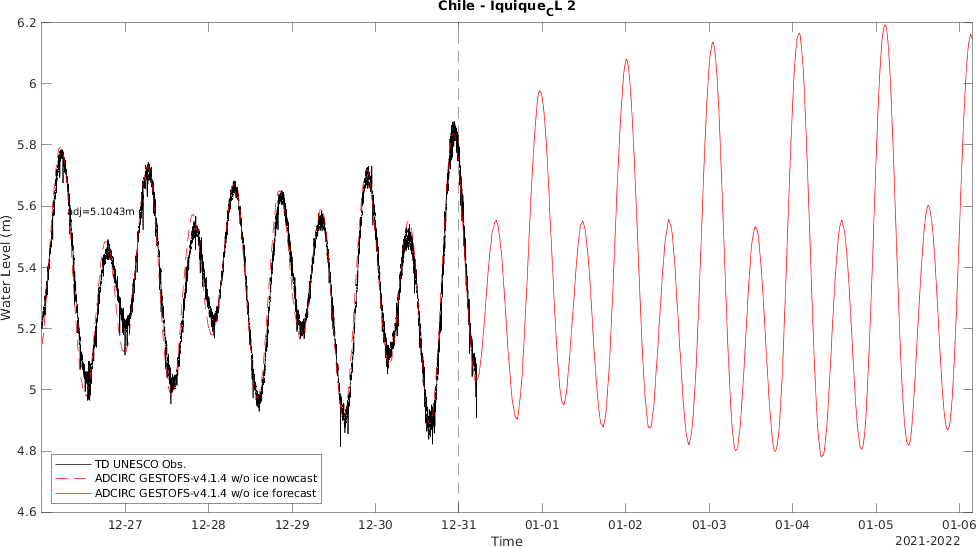 Chile - IquiqueCL 2
Water Level (m)
6.2
6
5.8
5.6
5.4
5.2
5
4.8
4.6
adj=5.1043m
TD UNESCO Obs.
ADCIRC GESTOFS-v4.1.4 w/o ice nowcast
ADCIRC GESTOFS-v4.1.4 w/o ice forecast
12-27 12-28 12-29 12-30 12-31 01-01 01-02 01-03 01-04 01-05 01-06
Time
2021-2022